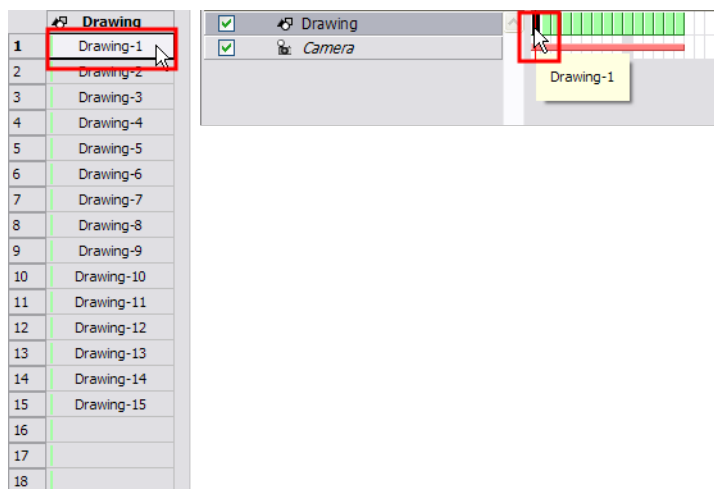 Drawing
1 Drawing-1
2 Drawing-2
3 Drawing-3
4 Drawing-4
5 Drawing-5
6 Drawing-6
7 Drawing-7
8 Drawing-8
9 Drawing-9
10 Drawing-10
11 Drawing-11
12 Drawing-12
13 Drawing-13
14 Drawing-14
15 Drawing-15
16
17
18
Drawing
Camera
Drawing-1